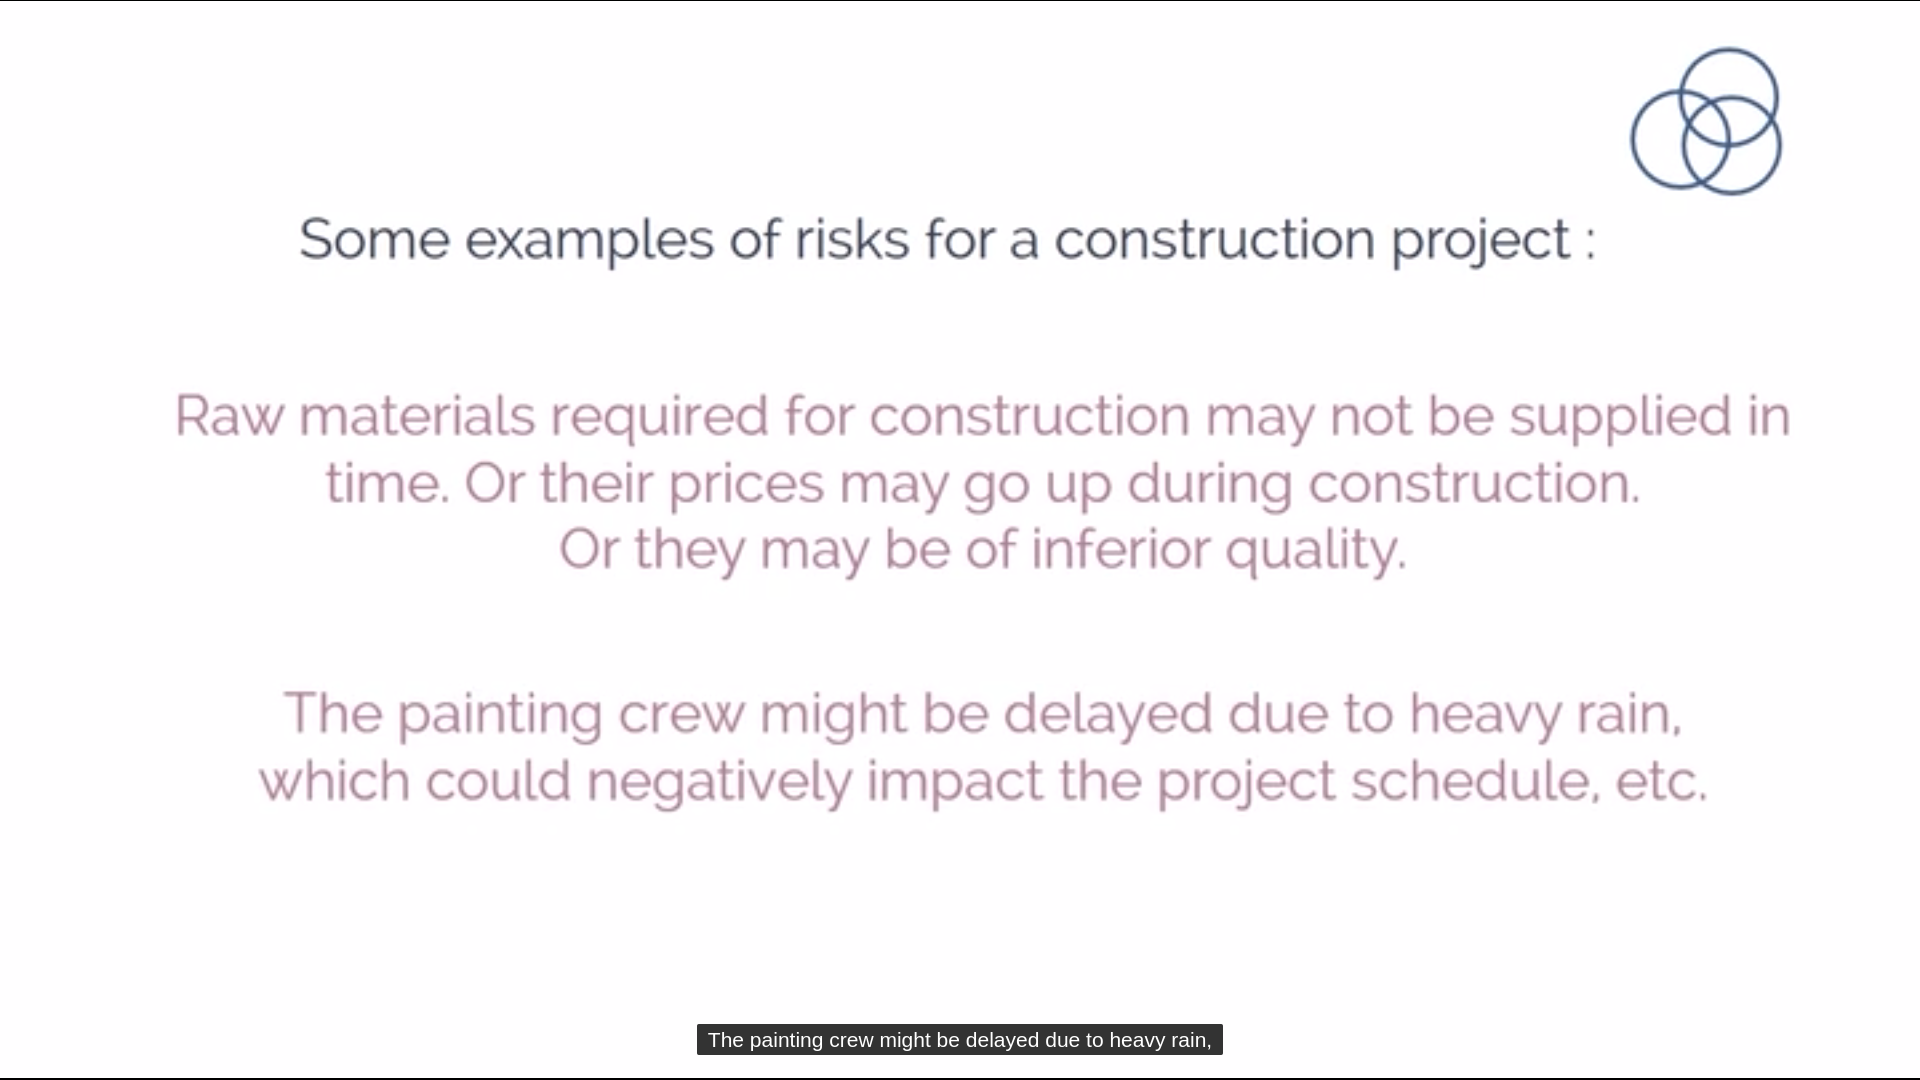 Some examples of risks for a construction project :
Raw materials required for construction may not be supplied in
time. Or their prices may go up during construction.
Or they may be of inferior quality.
The painting crew might be delayed due to heavy rain,
which could negatively impact the project schedule, etc.
The painting crew might be delayed due to heavy rain,